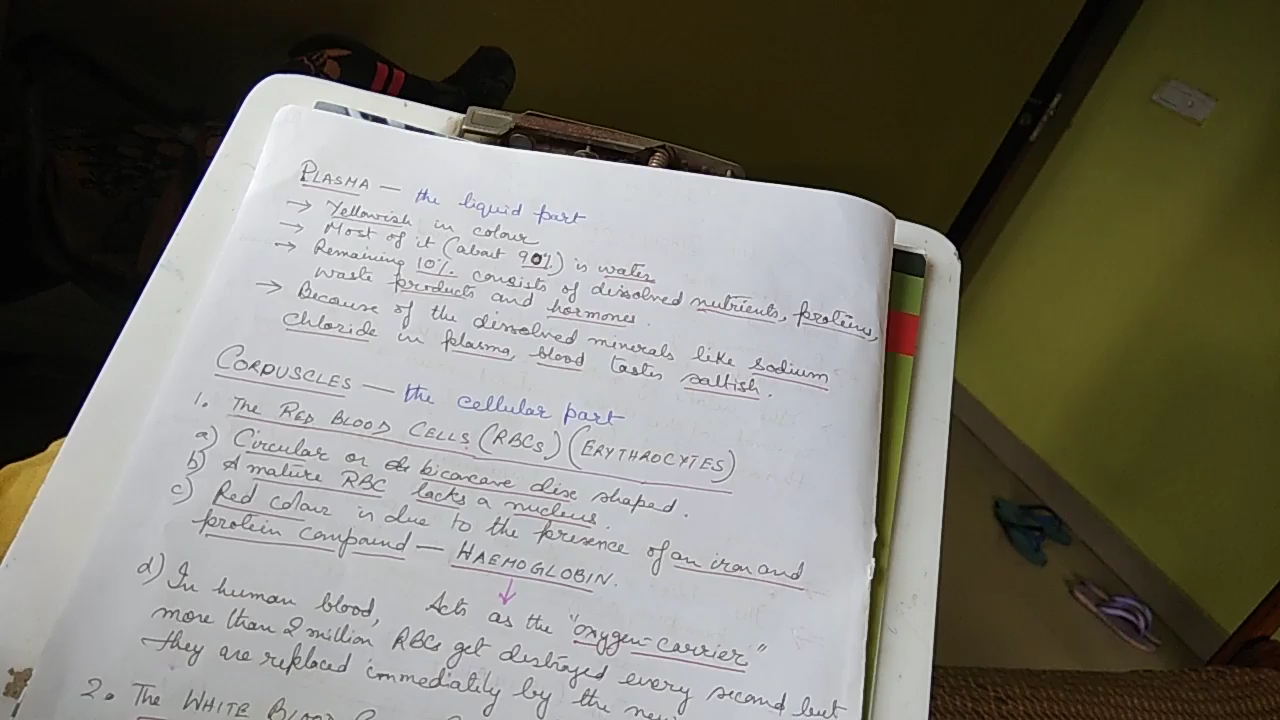 PLASMA — the liquid part
→ Yellowish in colour
→ Most of it (about 90%) is water
→ Remaining 10% consists of dissolved nutrients, proteins,
waste products and hormones.
→ Because of the dissolved minerals like sodium
chloride in plasma, blood tastes saltish.
CORPUSCLES — the cellular part
1. THE RED BLOOD CELLS (RBCs) (ERYTHROCYTES)
a) Circular or biconcave disc shaped.
b) A mature RBC lacks a nucleus.
c) Red colour is due to the presence of an iron and
protein compound — HAEMOGLOBIN.
↓
Acts as the "oxygen-carrier"
d) In human blood,
more than 2 million RBCs get destroyed every second but
they are replaced immediately by the new
2. THE WHITE BLOOD